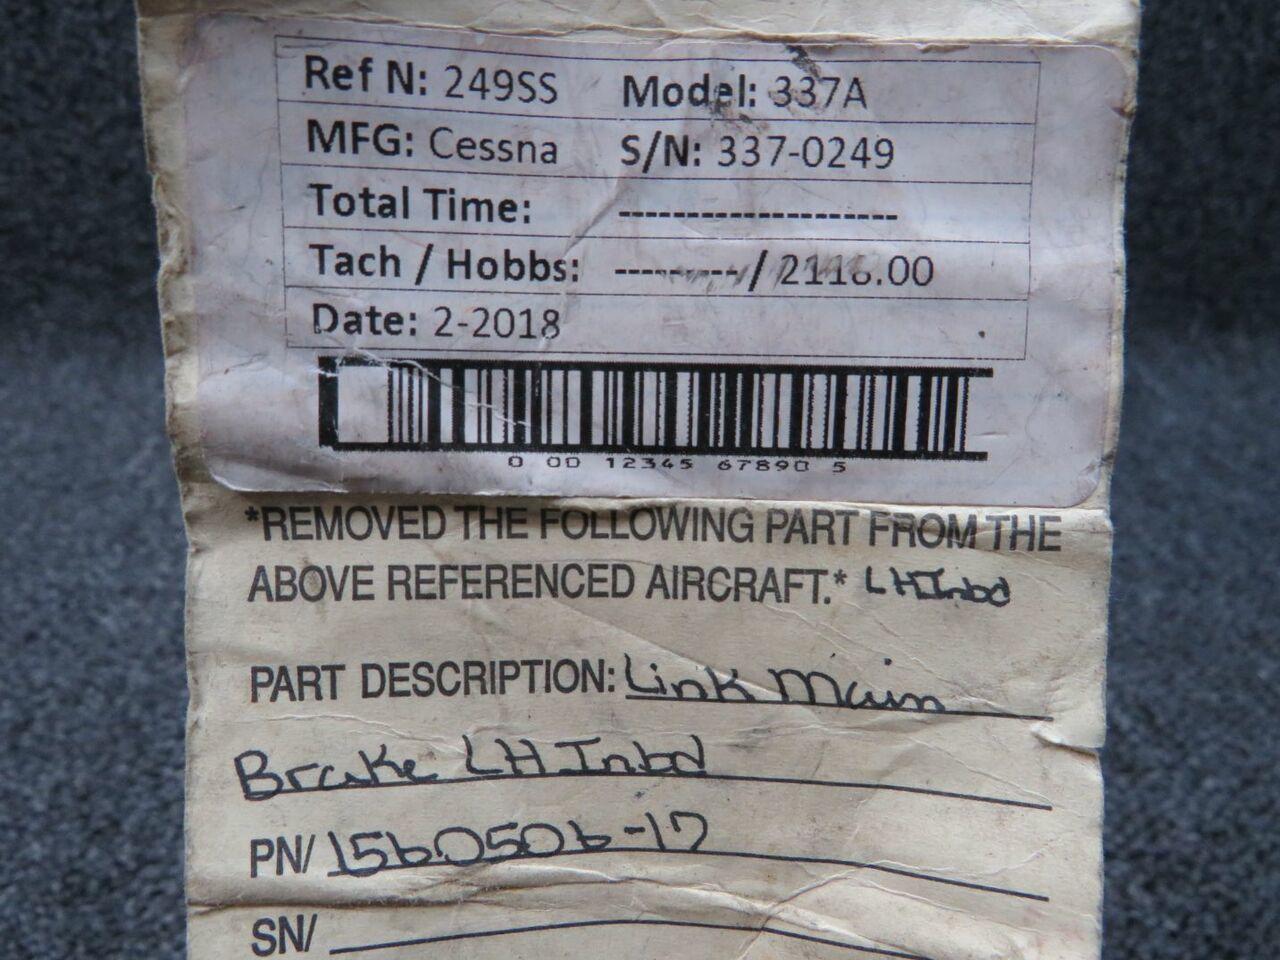 Ref N: 249SS Model: 337A
MFG: Cessna S/N: 337-0249
Total Time: --------------------
Tach / Hobbs: --------- / 2116.00
Date: 2-2018
0 00 12345 67890 5
*REMOVED THE FOLLOWING PART FROM THE
ABOVE REFERENCED AIRCRAFT.* LH Inbd
PART DESCRIPTION: Link Main
Brake LH Inbd
PN/ 1560506-17
SN/